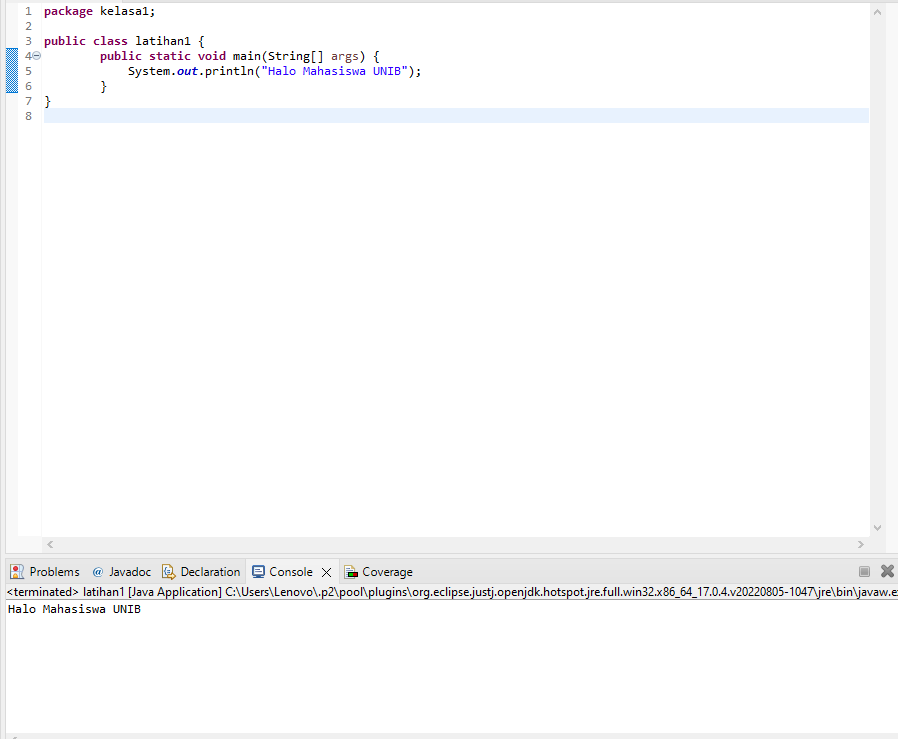 1 package kelasa1;
2
3 public class latihan1 {
4 public static void main(String[] args) {
5 System.out.println("Halo Mahasiswa UNIB");
6 }
7 }
8
Problems @ Javadoc Declaration Console Coverage
<terminated> latihan1 [Java Application] C:\Users\Lenovo\.p2\pool\plugins\org.eclipse.justj.openjdk.hotspot.jre.full.win32.x86_64_17.0.4.v20220805-1047\jre\bin\javaw.e
Halo Mahasiswa UNIB